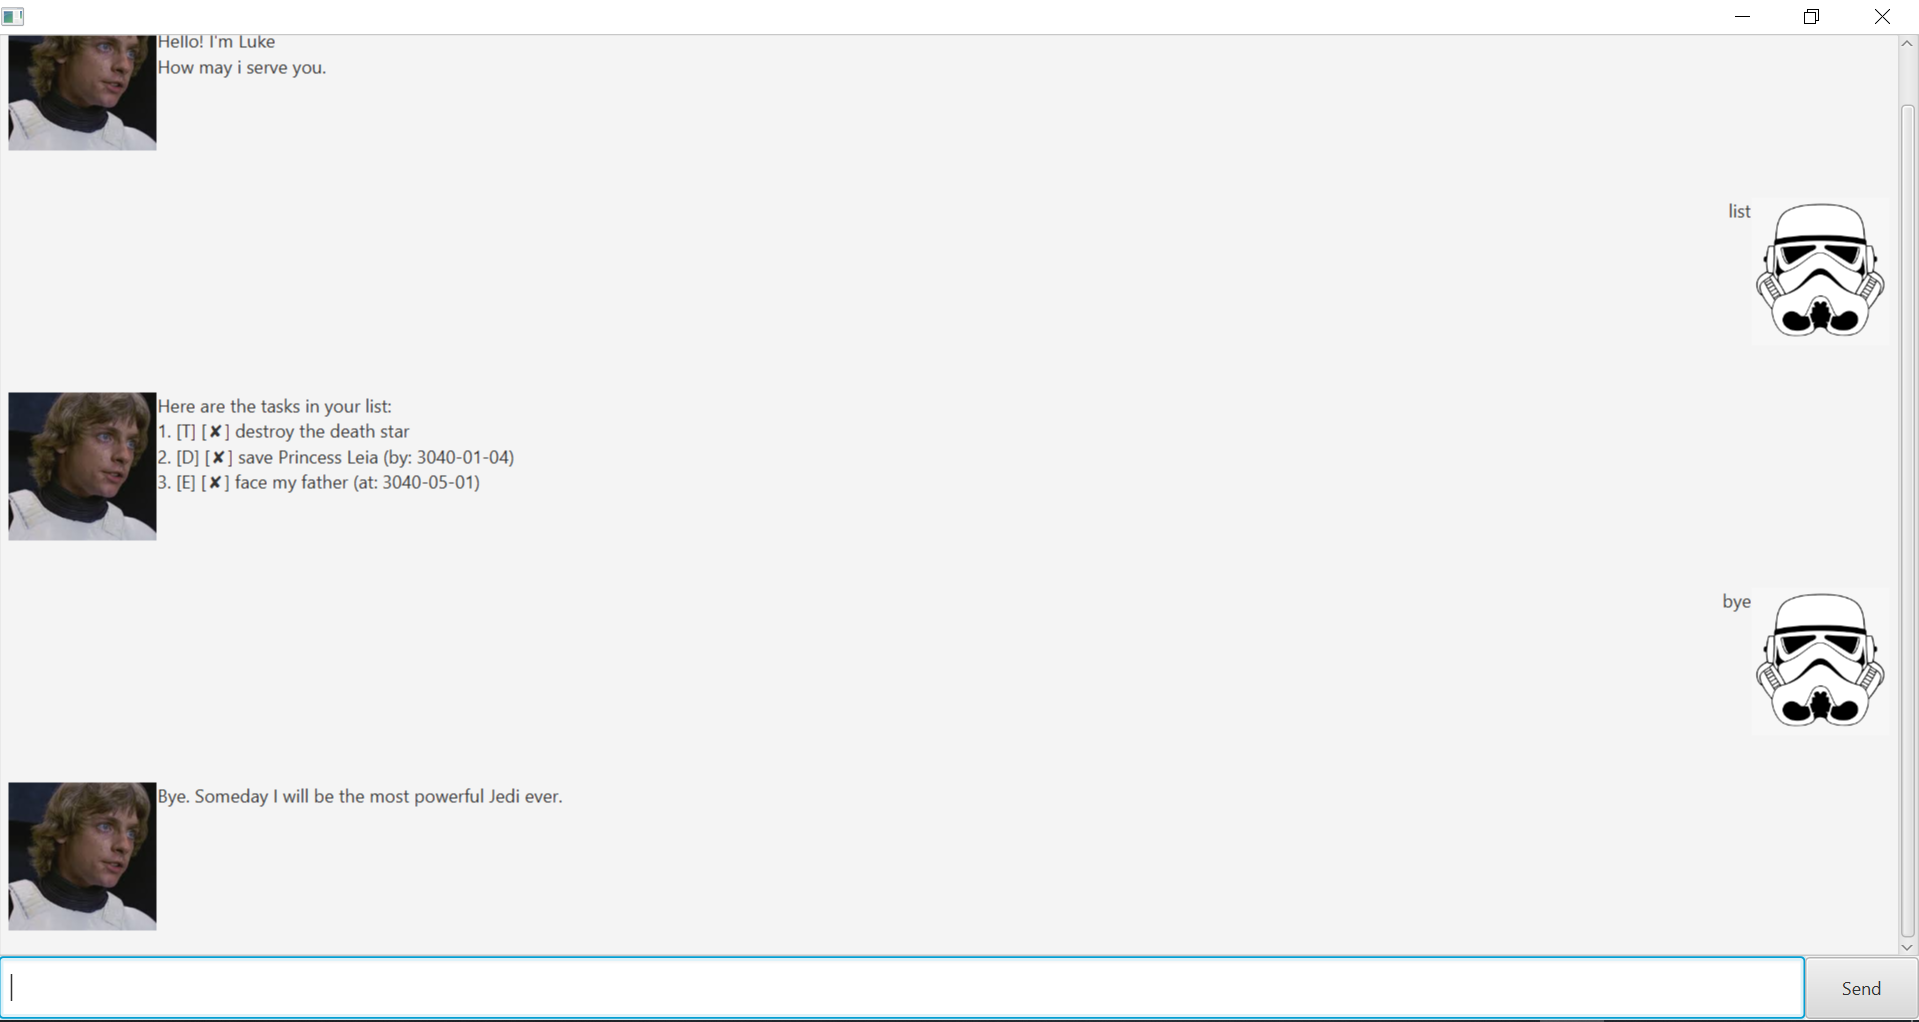 Hello! I'm Luke
How may i serve you.
list
Here are the tasks in your list:
1. [T] [✘] destroy the death star
2. [D] [✘] save Princess Leia (by: 3040-01-04)
3. [E] [✘] face my father (at: 3040-05-01)
bye
Bye. Someday I will be the most powerful Jedi ever.
Send